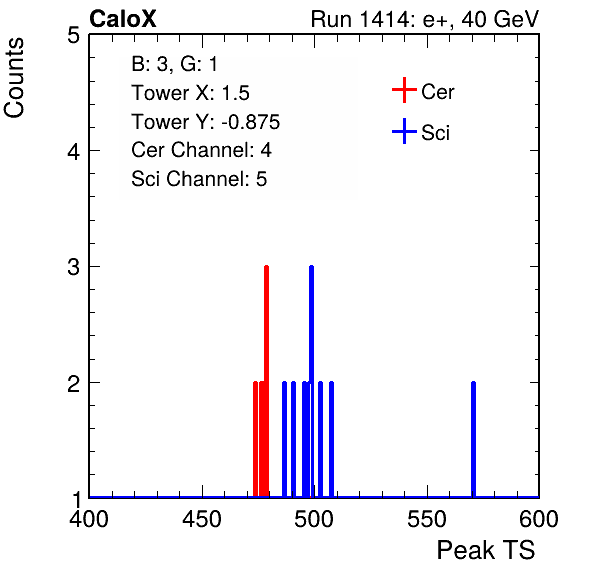 CaloX Run 1414: e+, 40 GeV
Counts
5
4
3
2
1
B: 3, G: 1
Tower X: 1.5
Tower Y: -0.875
Cer Channel: 4
Sci Channel: 5
Cer
Sci
400 450 500 550 600
Peak TS